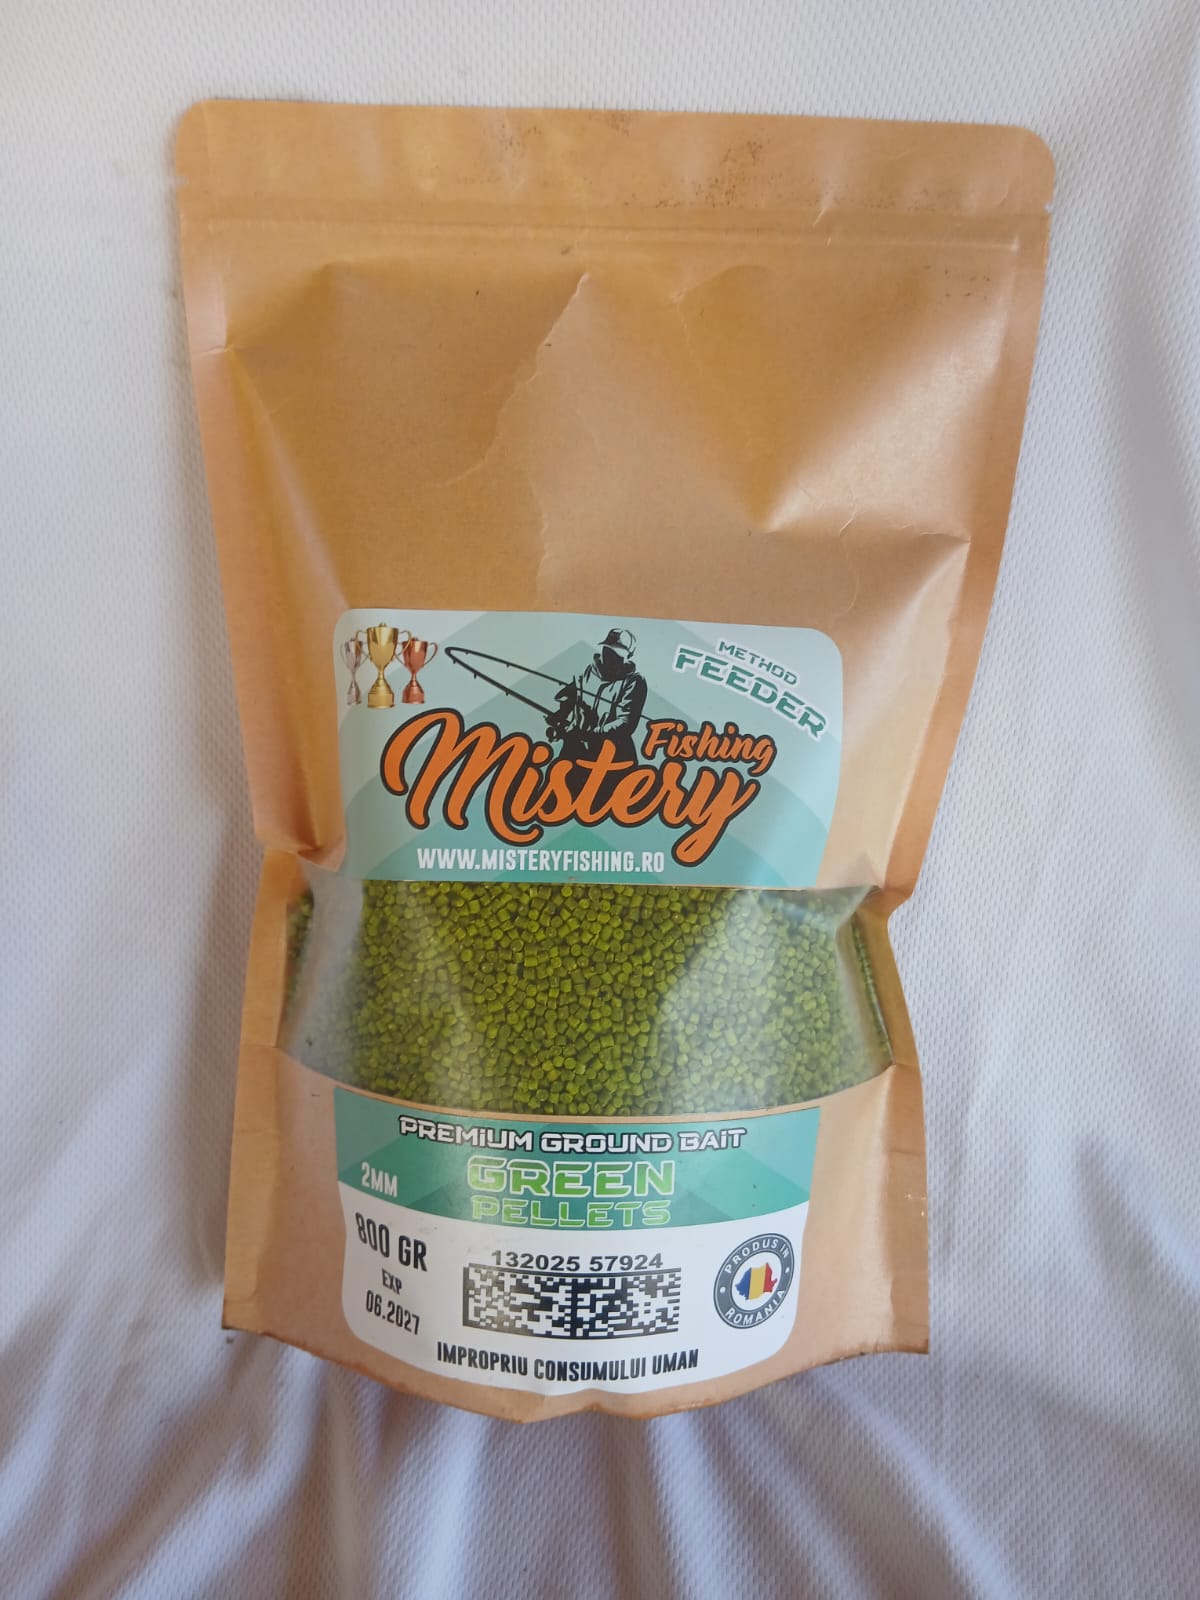 METHOD
FEEDER
Fishing
Mistery
WWW.MISTERYFISHING.RO
PREMIUM GROUND BAIT
2MM
GREEN
PELLETS
800 GR
EXP
06.2027
132025 57924
PRODUS IN
ROMANIA
IMPROPRIU CONSUMULUI UMAN